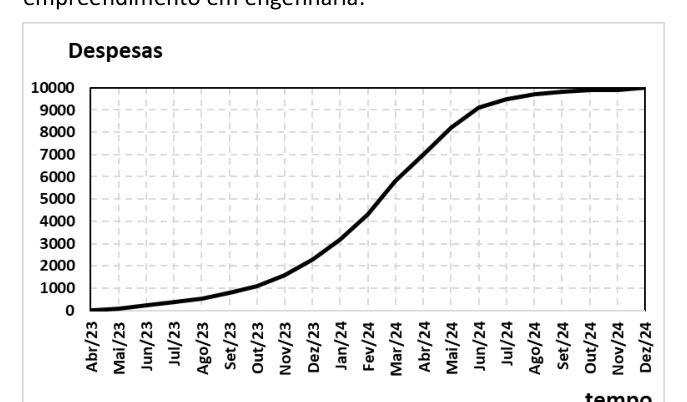 empreendimento em engenharia.
Despesas
10000
9000
8000
7000
6000
5000
4000
3000
2000
1000
0
Abr/23 Mai/23 Jun/23 Jul/23 Ago/23 Set/23 Out/23 Nov/23 Dez/23 Jan/24 Fev/24 Mar/24 Abr/24 Mai/24 Jun/24 Jul/24 Ago/24 Set/24 Out/24 Nov/24 Dez/24
tempo